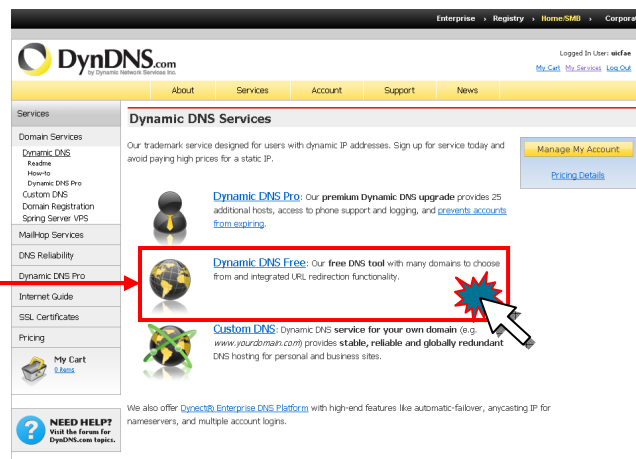 Enterprise › Registry › Home/SMB › Corporat
DynDNS.com
by Dynamic Network Services Inc.
Logged In User: uicfae
My Cart My Services Log Out
About Services Account Support News
Services
Domain Services
Dynamic DNS
Readme
How-to
Dynamic DNS Pro
Custom DNS
Domain Registration
Spring Server VPS
MailHop Services
DNS Reliability
Dynamic DNS Pro
Internet Guide
SSL Certificates
Pricing
My Cart
0 items
NEED HELP?
Visit the forum for
DynDNS.com topics.
Dynamic DNS Services
Our trademark service designed for users with dynamic IP addresses. Sign up for service today and
avoid paying high prices for a static IP.
Manage My Account
Pricing Details
Dynamic DNS Pro: Our premium Dynamic DNS upgrade provides 25
additional hosts, access to phone support and logging, and prevents accounts
from expiring.
Dynamic DNS Free: Our free DNS tool with many domains to choose
from and integrated URL redirection functionality.
Custom DNS: Dynamic DNS service for your own domain (e.g.
www.yourdomain.com) provides stable, reliable and globally redundant
DNS hosting for personal and business sites.
We also offer Dynect® Enterprise DNS Platform with high-end features like automatic-failover, anycasting IP for
nameservers, and multiple account logins.